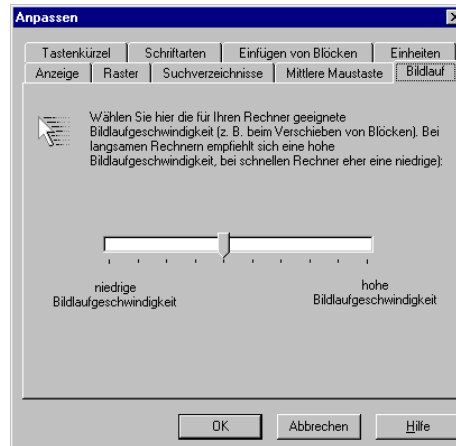 Anpassen
Tastenkürzel Schriftarten Einfügen von Blöcken Einheiten
Anzeige Raster Suchverzeichnisse Mittlere Maustaste Bildlauf
Wählen Sie hier die für Ihren Rechner geeignete
Bildlaufgeschwindigkeit (z. B. beim Verschieben von Blöcken). Bei
langsamen Rechnern empfiehlt sich eine hohe
Bildlaufgeschwindigkeit, bei schnellen Rechner eher eine niedrige):
niedrige hohe
Bildlaufgeschwindigkeit Bildlaufgeschwindigkeit
OK Abbrechen Hilfe